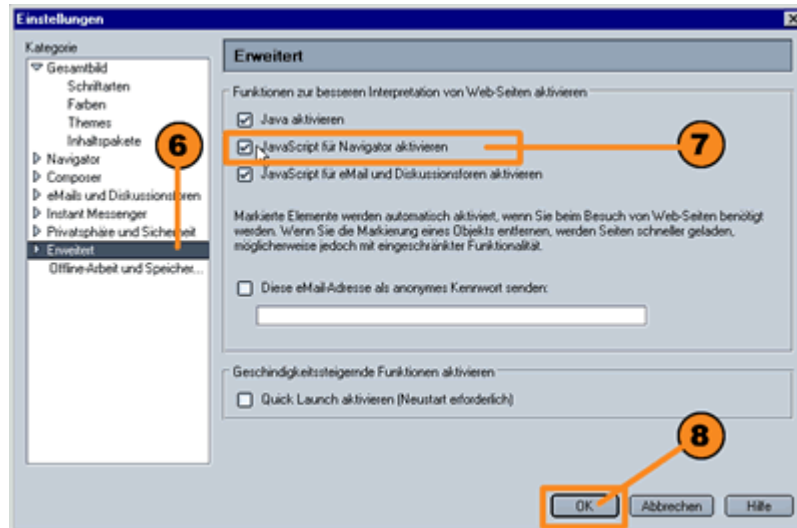 Einstellungen
Kategorie
Gesamtbild
Schriftarten
Farben
Themes
Inhaltspakete
Navigator
Composer
eMails und Diskussionsforen
Instant Messenger
Privatsphäre und Sicherheit
Erweitert
Offline-Arbeit und Speicher...
6
Erweitert
Funktionen zur besseren Interpretation von Web-Seiten aktivieren
Java aktivieren
JavaScript für Navigator aktivieren
7
JavaScript für eMail und Diskussionsforen aktivieren
Markierte Elemente werden automatisch aktiviert, wenn Sie beim Besuch von Web-Seiten benötigt
werden. Wenn Sie die Markierung eines Objekts entfernen, werden Seiten schneller geladen,
möglicherweise jedoch mit eingeschränkter Funktionalität.
Diese eMail-Adresse als anonymes Kennwort senden:
Geschindigkeitssteigernde Funktionen aktivieren
Quick Launch aktivieren (Neustart erforderlich)
8
OK
Abbrechen
Hilfe